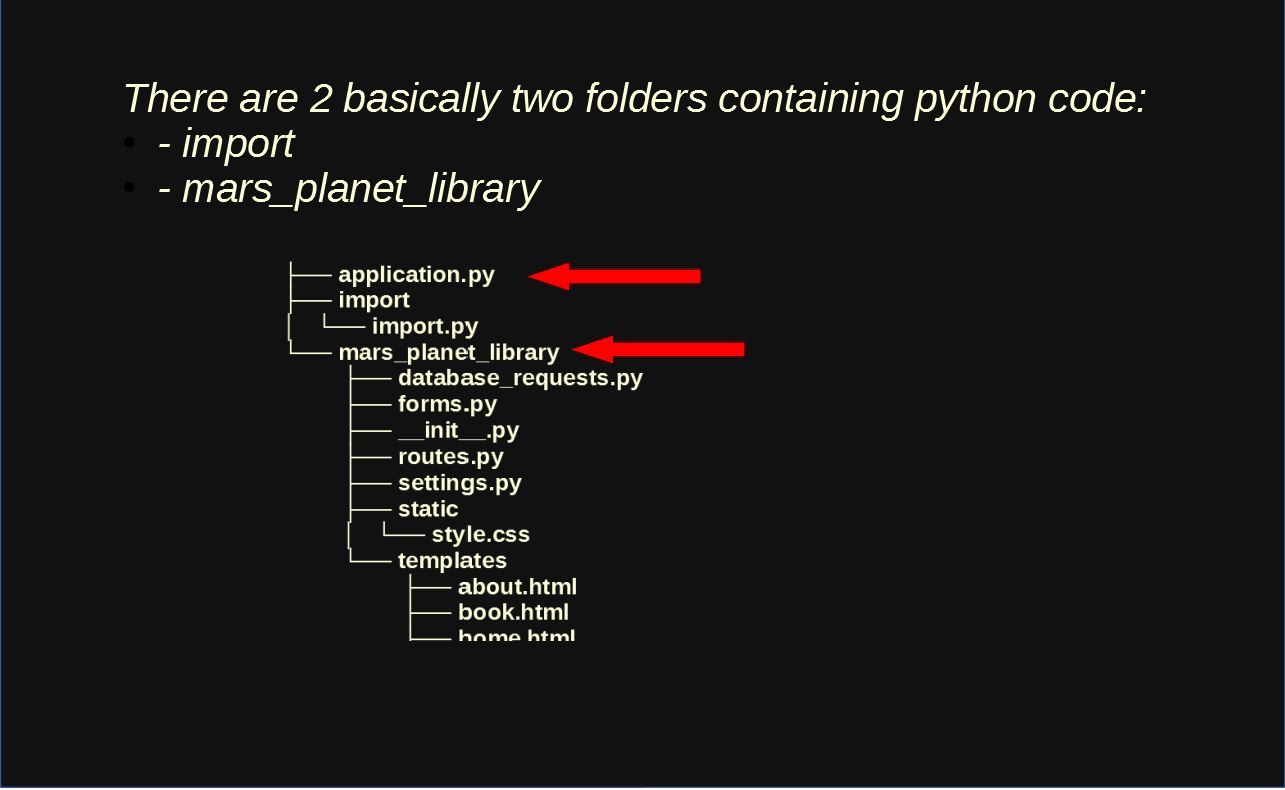 There are 2 basically two folders containing python code:
- import
- mars_planet_library
├── application.py
├── import
│   └── import.py
└── mars_planet_library
    ├── database_requests.py
    ├── forms.py
    ├── __init__.py
    ├── routes.py
    ├── settings.py
    ├── static
    │   └── style.css
    └── templates
        ├── about.html
        ├── book.html
        ├── home.html